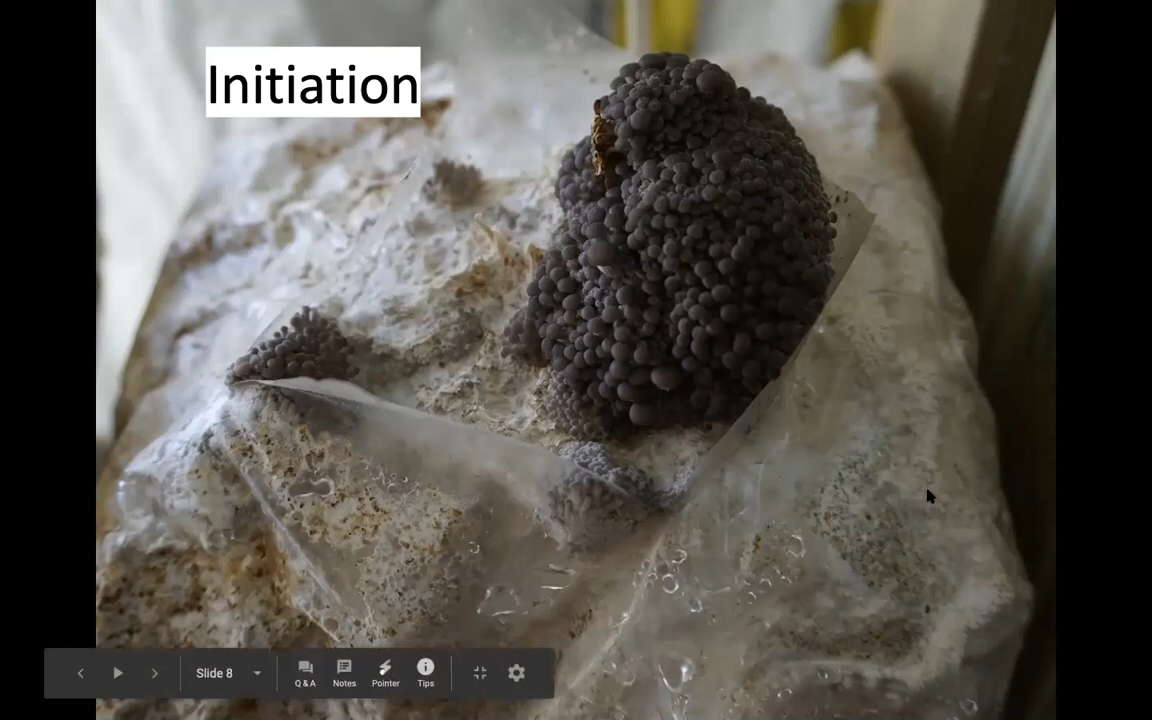 Initiation
Slide 8
Q & A
Notes
Pointer
Tips